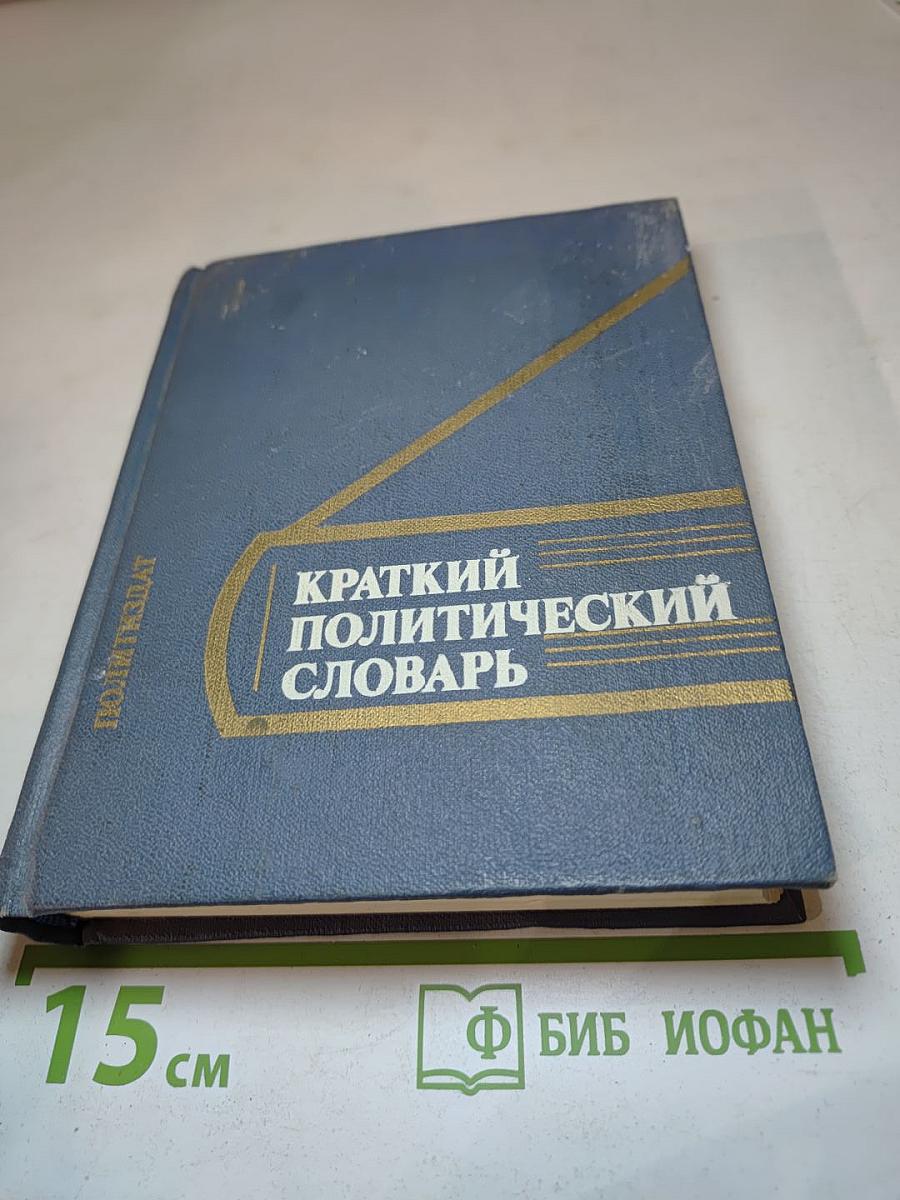 ПОЛИТИЗДАТ
КРАТКИЙ
ПОЛИТИЧЕСКИЙ
СЛОВАРЬ
15 см
Ф БИБ ИОФАН